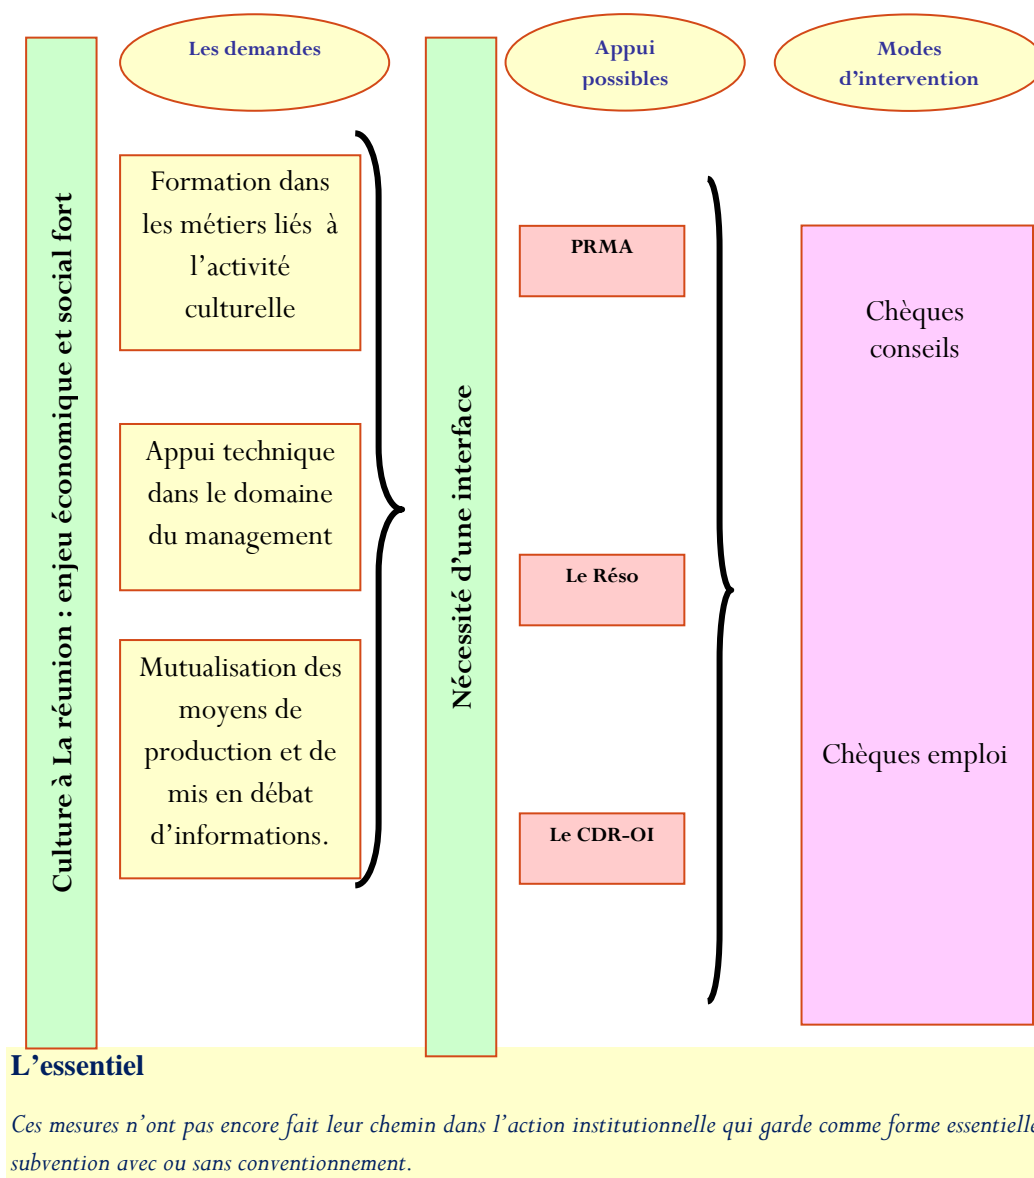 Les demandes
Appui
possibles
Modes
d'intervention
Culture à La réunion : enjeu économique et social fort
Formation dans
les métiers liés à
l'activité
culturelle
Appui technique
dans le domaine
du management
Mutualisation des
moyens de
production et de
mis en débat
d'informations.
Nécessité d'une interface
PRMA
Le Réso
Le CDR-OI
Chèques
conseils
Chèques emploi
L'essentiel
Ces mesures n'ont pas encore fait leur chemin dans l'action institutionnelle qui garde comme forme essentielle
subvention avec ou sans conventionnement.